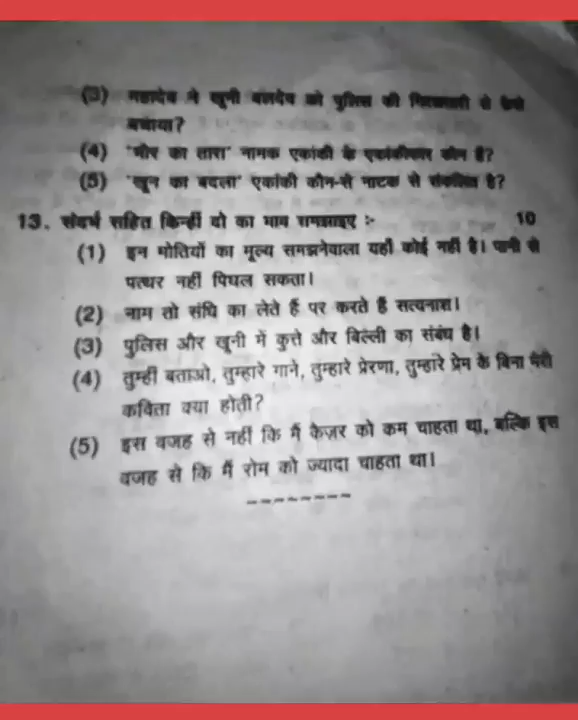 (3) महादेव ने खूनी बलदेव को पुलिस की गिरफ्तारी से कैसे
बचाया?
(4) 'भोर का तारा' नामक एकांकी के एकांकीकार कौन हैं?
(5) 'खून का बदला' एकांकी कौन-से नाटक से संकलित है?
13. संदर्भ सहित किन्हीं दो का भाव समझाइए :- 10
(1) इन मोतियों का मूल्य समझनेवाला यहाँ कोई नहीं है। पानी से
पत्थर नहीं पिघल सकता।
(2) नाम तो संधि का लेते हैं पर करते हैं सत्यनाश।
(3) पुलिस और खूनी में कुत्ते और बिल्ली का संबंध है।
(4) तुम्हीं बताओ, तुम्हारे गाने, तुम्हारे प्रेरणा, तुम्हारे प्रेम के बिना मेरी
कविता क्या होती?
(5) इस वजह से नहीं कि मैं कैज़र को कम चाहता था, बल्कि इस
वजह से कि मैं रोम को ज्यादा चाहता था।